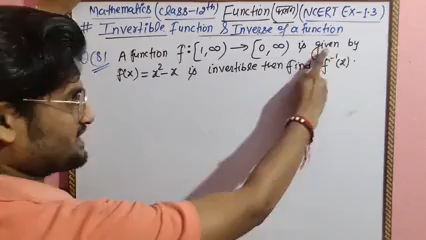 Mathematics (Class-12th) Function (फलन) (NCERT EX-1.3)
# Invertible Function & Inverse of a function
Q1 A function f: [1,∞) → [0,∞) is given by
f(x) = x²-x is invertible then find f⁻¹(x).